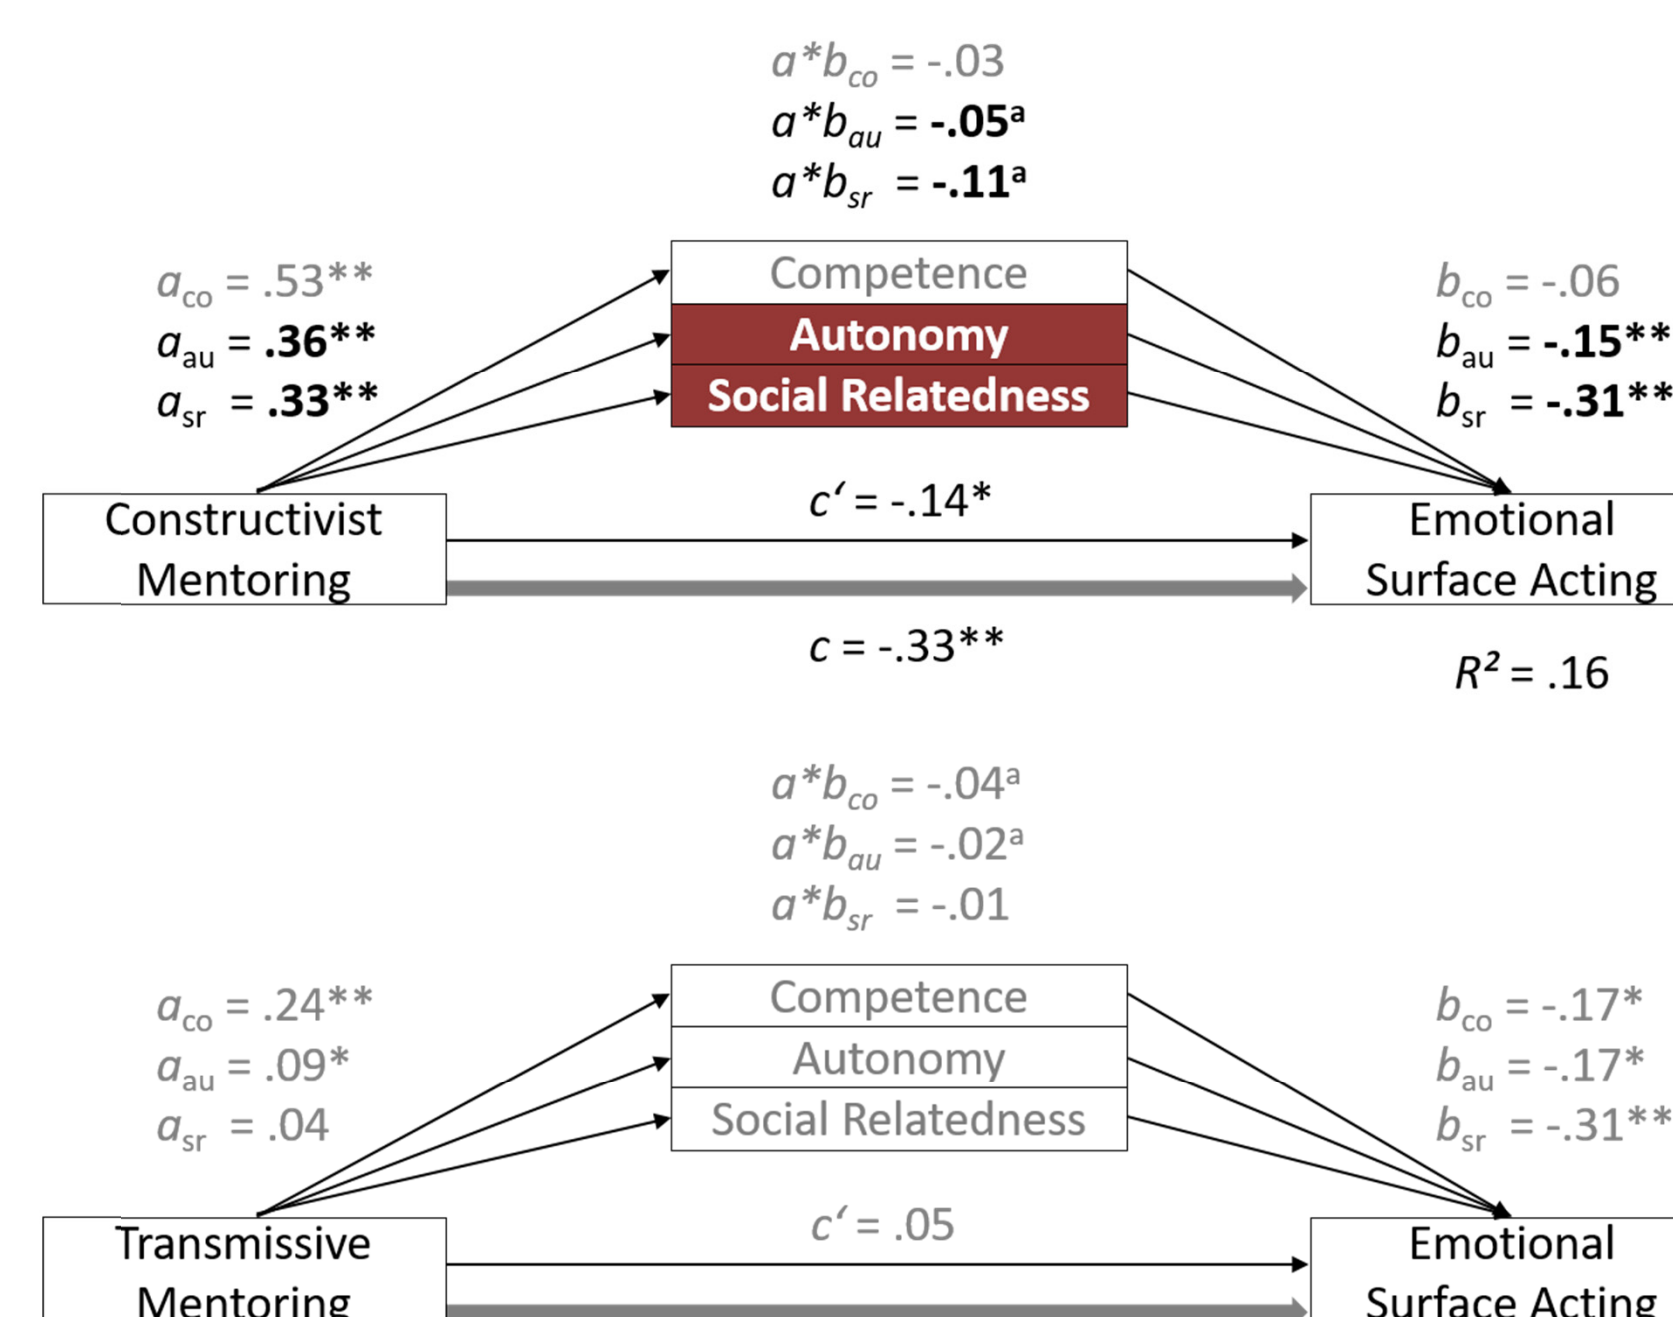 a*bco = -.03
a*bau = -.05ᵃ
a*bsr = -.11ᵃ
aco = .53**
aau = .36**
asr = .33**
Competence
Autonomy
Social Relatedness
bco = -.06
bau = -.15**
bsr = -.31**
Constructivist
Mentoring
c‘ = -.14*
c = -.33**
Emotional
Surface Acting
R² = .16
a*bco = -.04ᵃ
a*bau = -.02ᵃ
a*bsr = -.01
aco = .24**
aau = .09*
asr = .04
Competence
Autonomy
Social Relatedness
bco = -.17*
bau = -.17*
bsr = -.31**
Transmissive
Mentoring
c‘ = .05
Emotional
Surface Acting